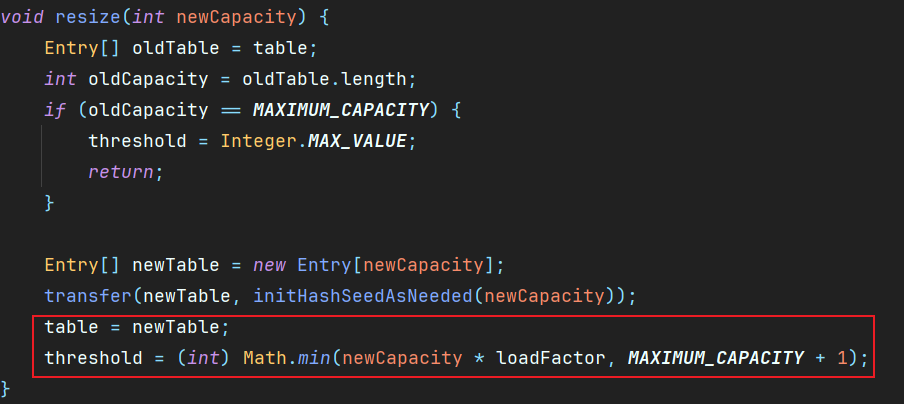 void resize(int newCapacity) {
    Entry[] oldTable = table;
    int oldCapacity = oldTable.length;
    if (oldCapacity == MAXIMUM_CAPACITY) {
        threshold = Integer.MAX_VALUE;
        return;
    }

    Entry[] newTable = new Entry[newCapacity];
    transfer(newTable, initHashSeedAsNeeded(newCapacity));
    table = newTable;
    threshold = (int) Math.min(newCapacity * loadFactor, MAXIMUM_CAPACITY + 1);
}